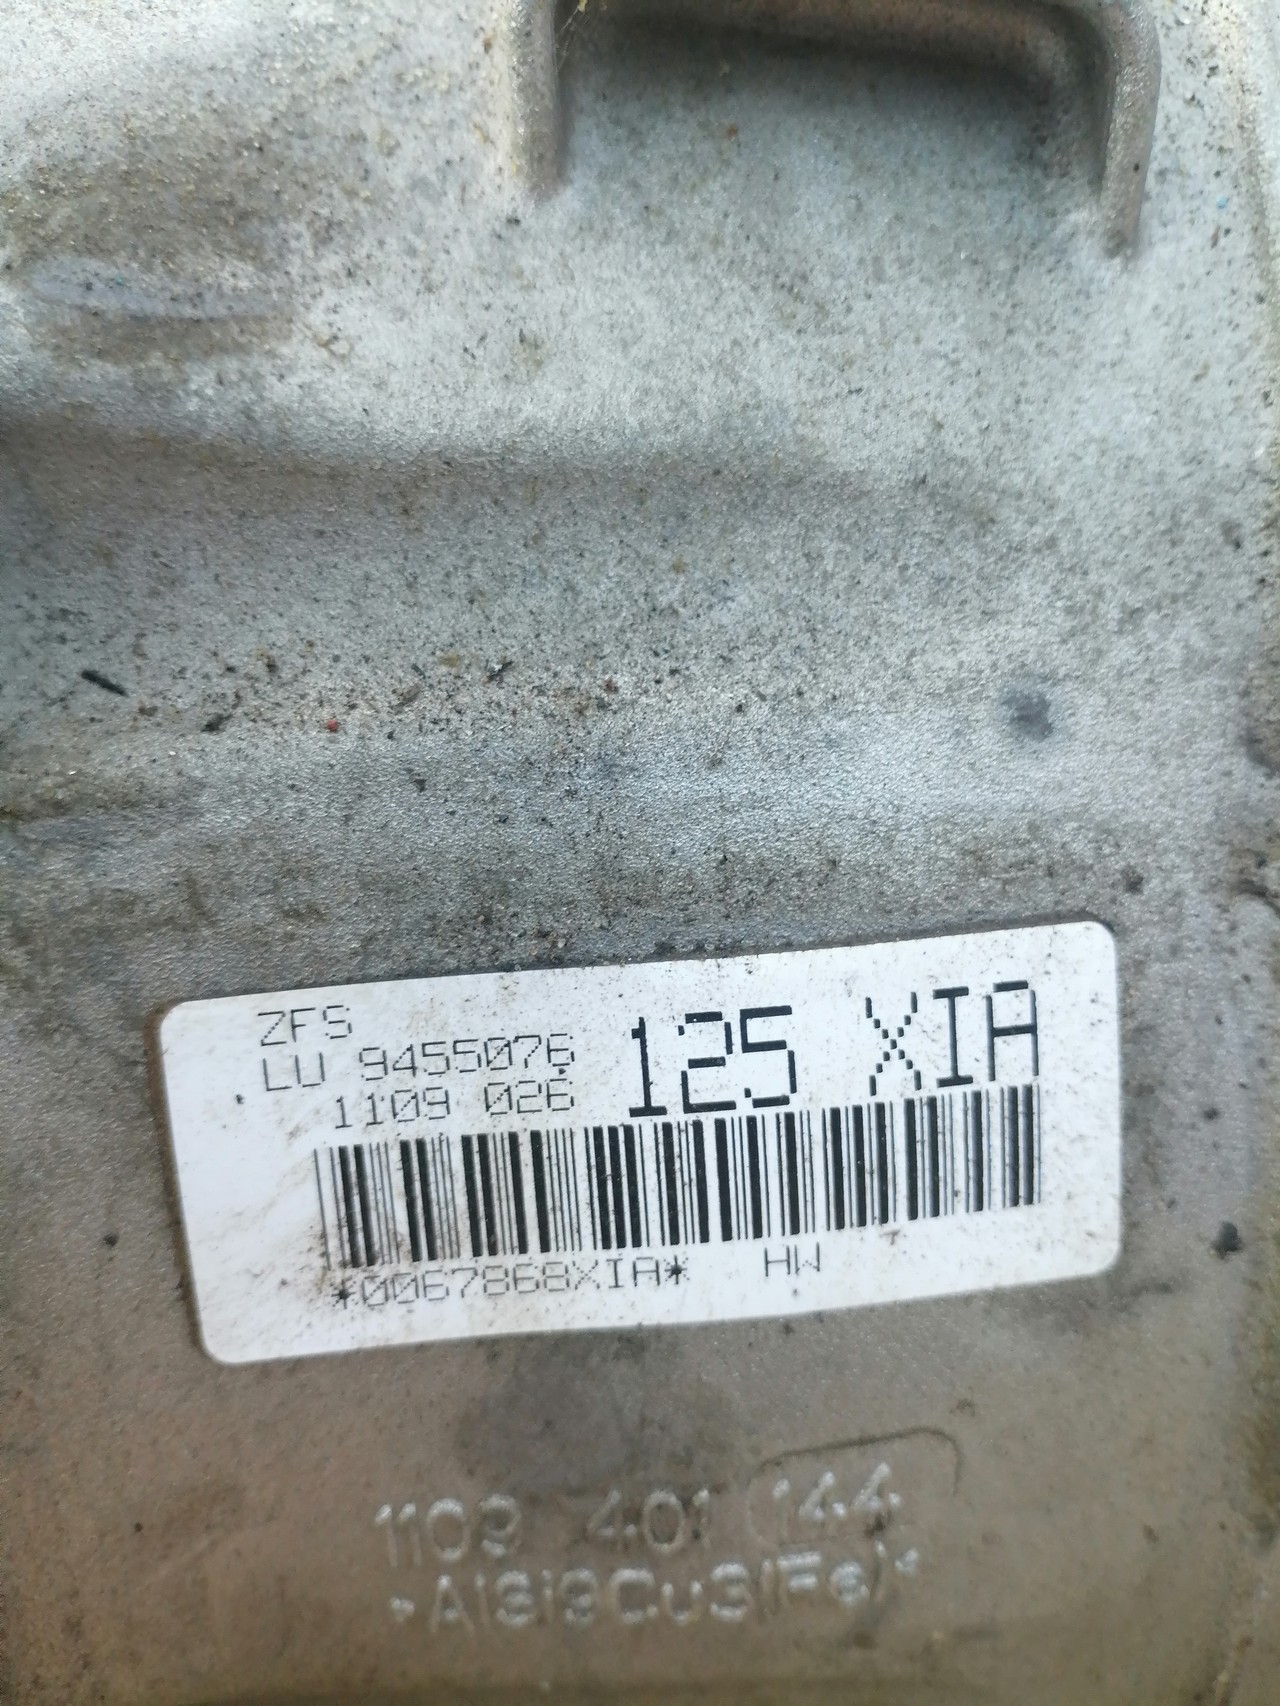 ZFS
LU 9455076 125 XIA
1109 026
*0067868XIA* HW
1109 401 144
>AlSi9Cu3(Fe)<